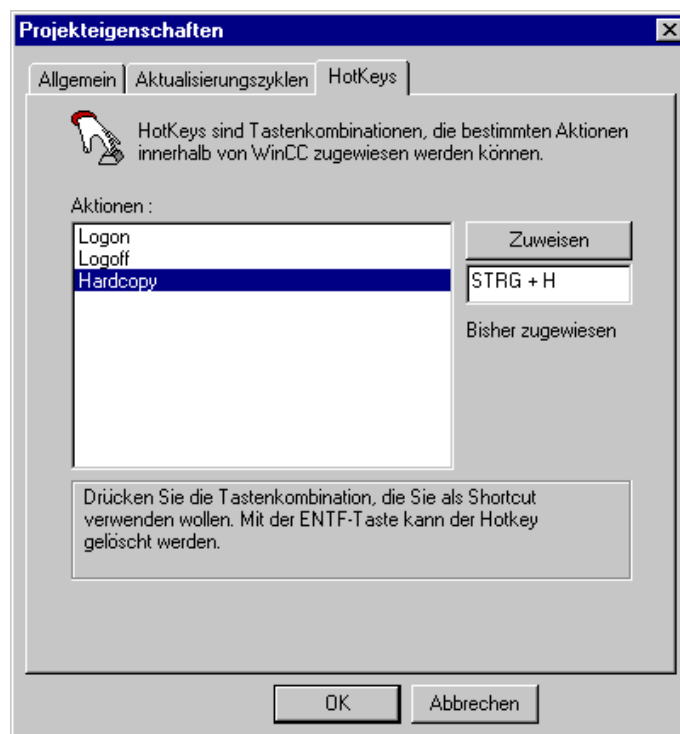 Projekteigenschaften
Allgemein
Aktualisierungszyklen
HotKeys
HotKeys sind Tastenkombinationen, die bestimmten Aktionen
innerhalb von WinCC zugewiesen werden können.
Aktionen :
Logon
Logoff
Hardcopy
Zuweisen
STRG + H
Bisher zugewiesen
Drücken Sie die Tastenkombination, die Sie als Shortcut
verwenden wollen. Mit der ENTF-Taste kann der Hotkey
gelöscht werden.
OK
Abbrechen